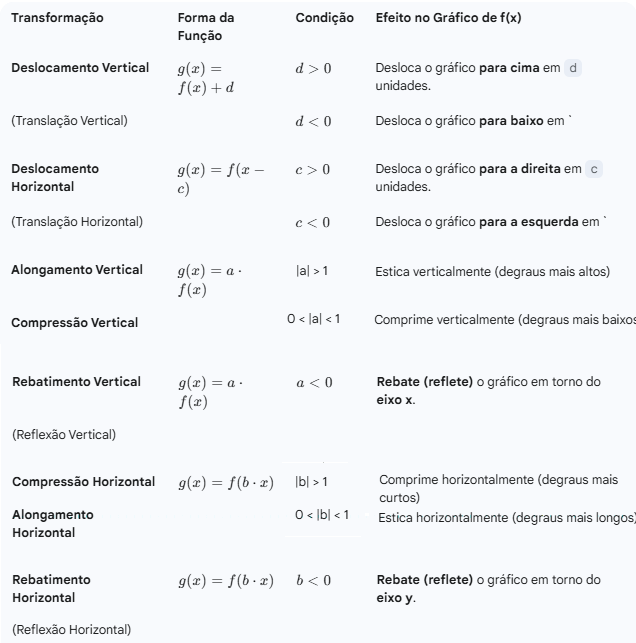 Transformação Forma da Função Condição Efeito no Gráfico de f(x)
Deslocamento Vertical g(x) = f(x) + d d > 0 Desloca o gráfico para cima em d unidades.
(Translação Vertical) d < 0 Desloca o gráfico para baixo em `
Deslocamento Horizontal g(x) = f(x − c) c > 0 Desloca o gráfico para a direita em c unidades.
(Translação Horizontal) c < 0 Desloca o gráfico para a esquerda em `
Alongamento Vertical g(x) = a · f(x) |a| > 1 Estica verticalmente (degraus mais altos)
Compressão Vertical 0 < |a| < 1 Comprime verticalmente (degraus mais baixos
Rebatimento Vertical g(x) = a · f(x) a < 0 Rebate (reflete) o gráfico em torno do eixo x.
(Reflexão Vertical)
Compressão Horizontal g(x) = f(b · x) |b| > 1 Comprime horizontalmente (degraus mais curtos)
Alongamento Horizontal 0 < |b| < 1 Estica horizontalmente (degraus mais longos)
Rebatimento Horizontal g(x) = f(b · x) b < 0 Rebate (reflete) o gráfico em torno do eixo y.
(Reflexão Horizontal)